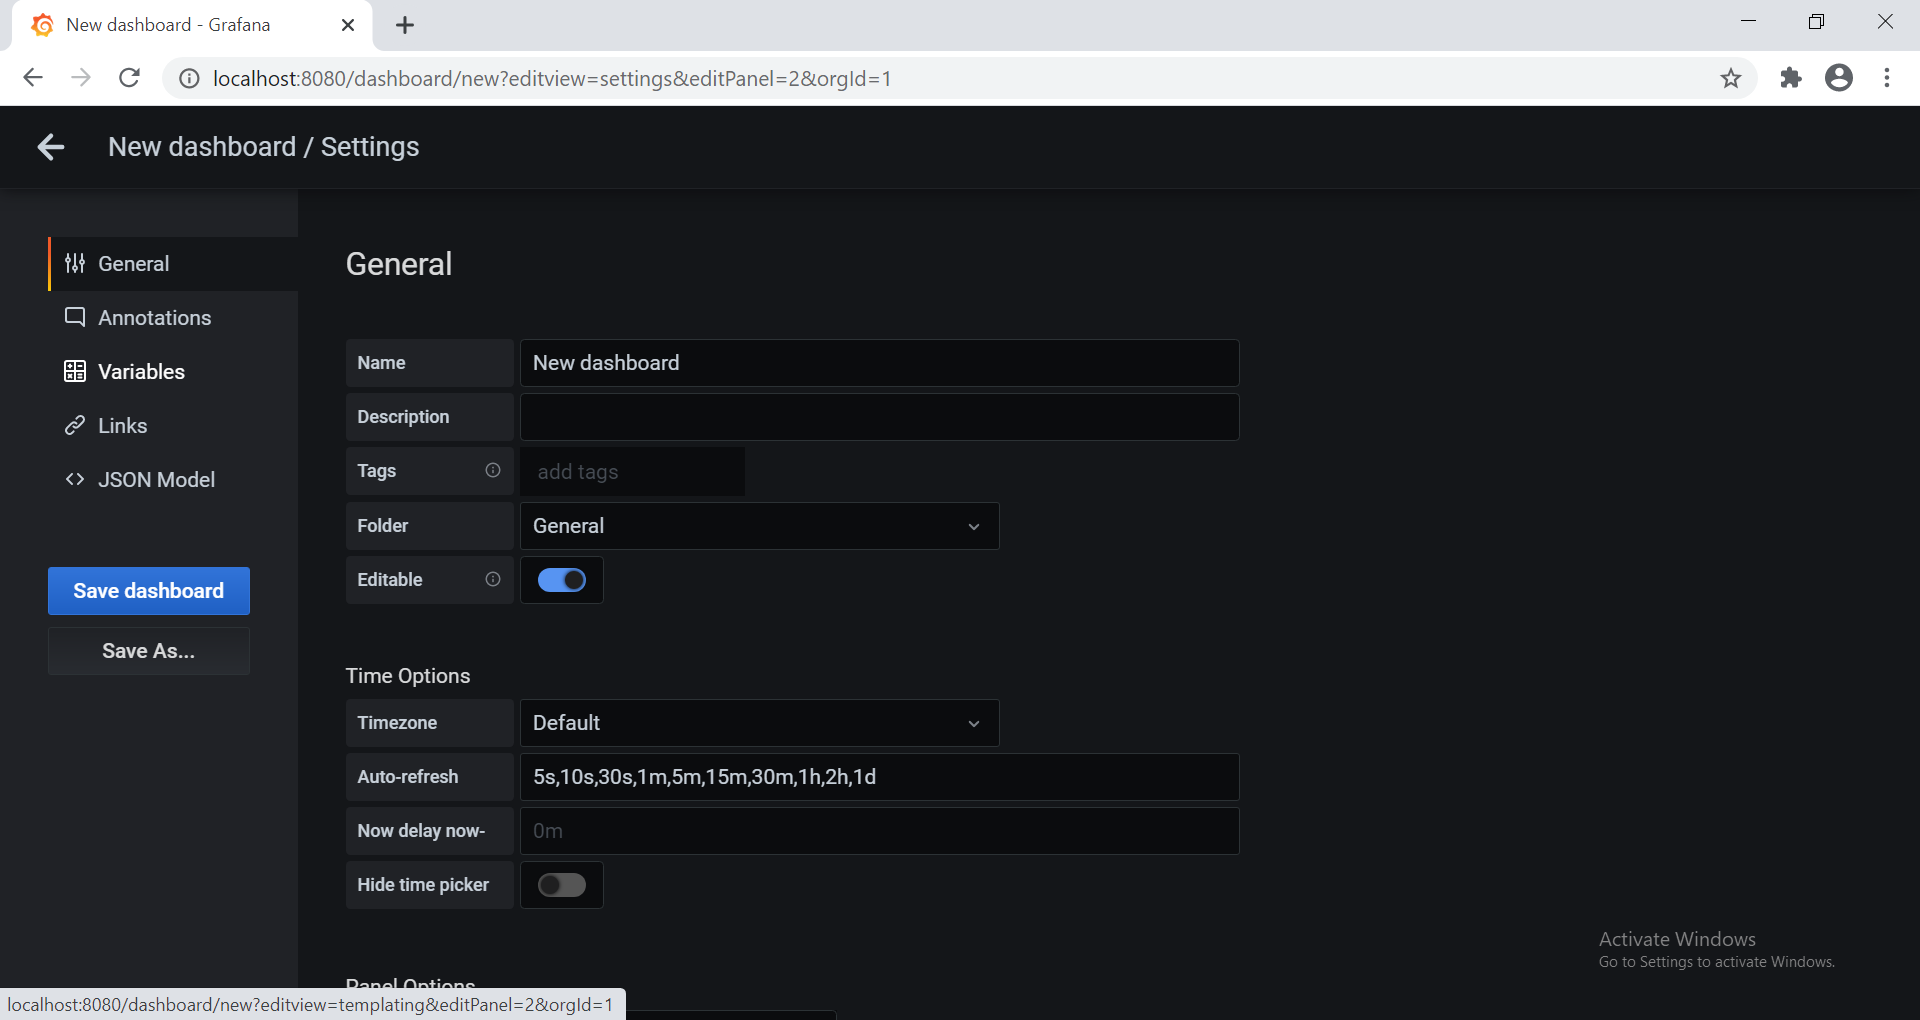 New dashboard - Grafana
localhost:8080/dashboard/new?editview=settings&editPanel=2&orgId=1
New dashboard / Settings
General
Annotations
Variables
Links
JSON Model
Save dashboard
Save As...
General
Name New dashboard
Description
Tags add tags
Folder General
Editable
Time Options
Timezone Default
Auto-refresh 5s,10s,30s,1m,5m,15m,30m,1h,2h,1d
Now delay now- 0m
Hide time picker
Panel Options
Activate Windows
Go to Settings to activate Windows.
localhost:8080/dashboard/new?editview=templating&editPanel=2&orgId=1